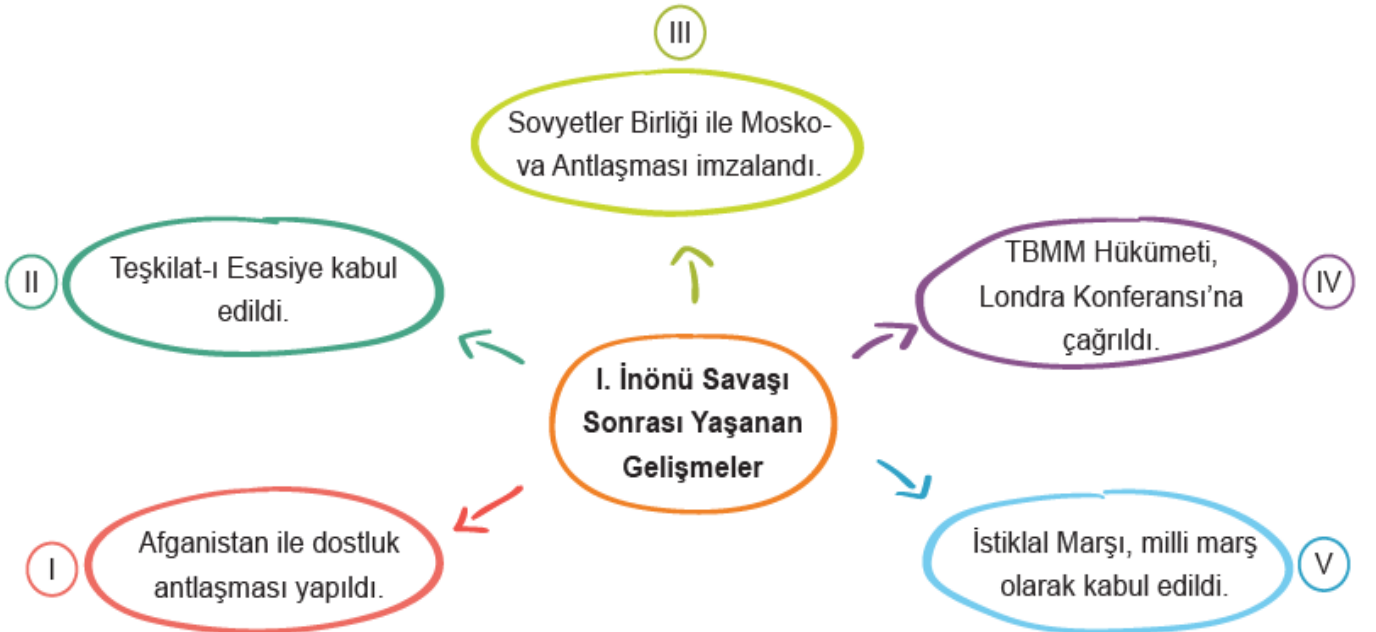 III
Sovyetler Birliği ile Mosko-
va Antlaşması imzalandı.
II
Teşkilat-ı Esasiye kabul
edildi.
TBMM Hükümeti,
Londra Konferansı’na
çağrıldı.
IV
I. İnönü Savaşı
Sonrası Yaşanan
Gelişmeler
I
Afganistan ile dostluk
antlaşması yapıldı.
İstiklal Marşı, milli marş
olarak kabul edildi.
V